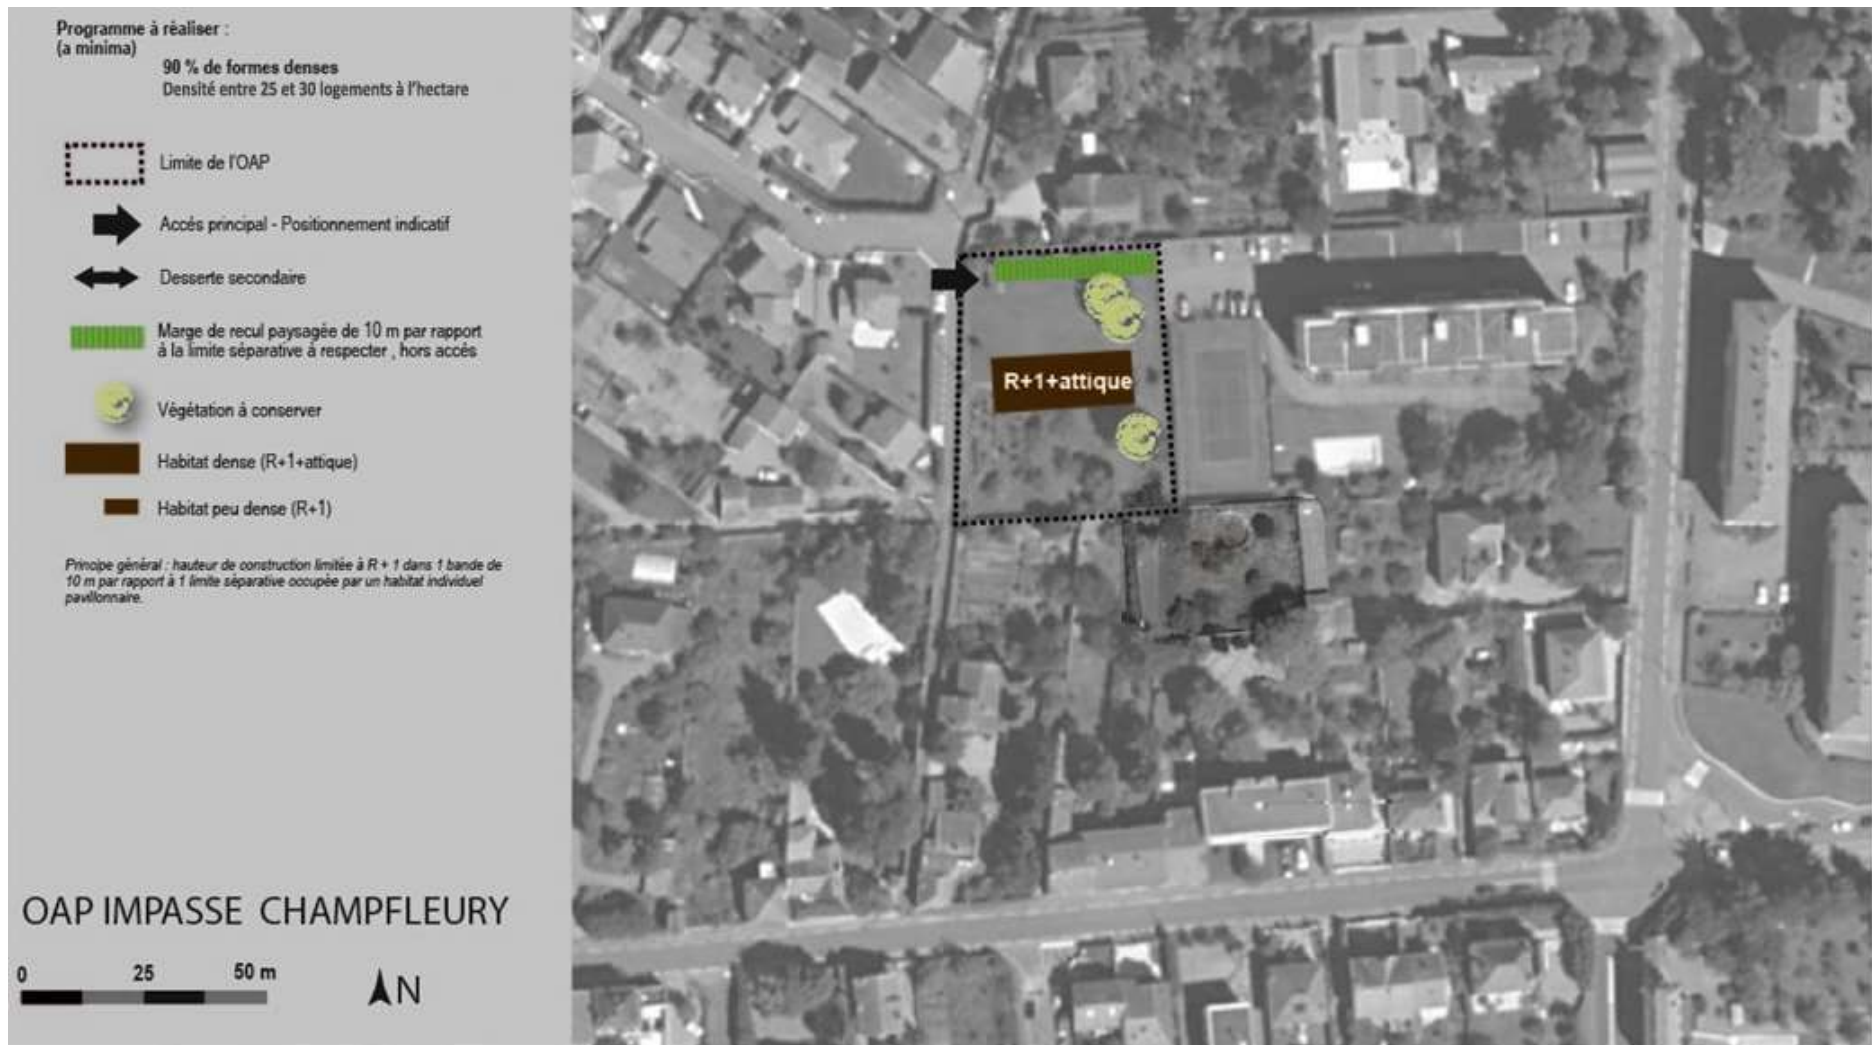 Programme à réaliser :
(a minima)
90 % de formes denses
Densité entre 25 et 30 logements à l'hectare
Limite de l'OAP
Accés principal - Positionnement indicatif
Desserte secondaire
Marge de recul paysagée de 10 m par rapport
à la limite séparative à respecter , hors accés
Végétation à conserver
Habitat dense (R+1+attique)
Habitat peu dense (R+1)
Principe général : hauteur de construction limitée à R + 1 dans 1 bande de
10 m par rapport à 1 limite séparative occupée par un habitat individuel
pavillonnaire.
R+1+attique
OAP IMPASSE CHAMPFLEURY
0 25 50 m
N